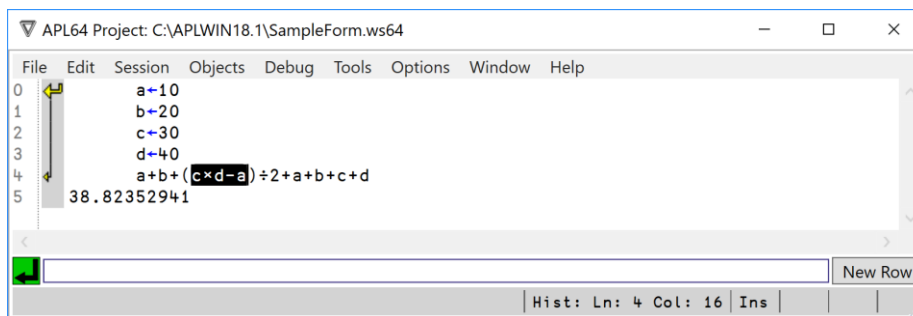 APL64 Project: C:\APLWIN18.1\SampleForm.ws64
File Edit Session Objects Debug Tools Options Window Help
0 a←10
1 b←20
2 c←30
3 d←40
4 a+b+(c×d-a)÷2+a+b+c+d
5 38.82352941
New Row
Hist: Ln: 4 Col: 16 Ins